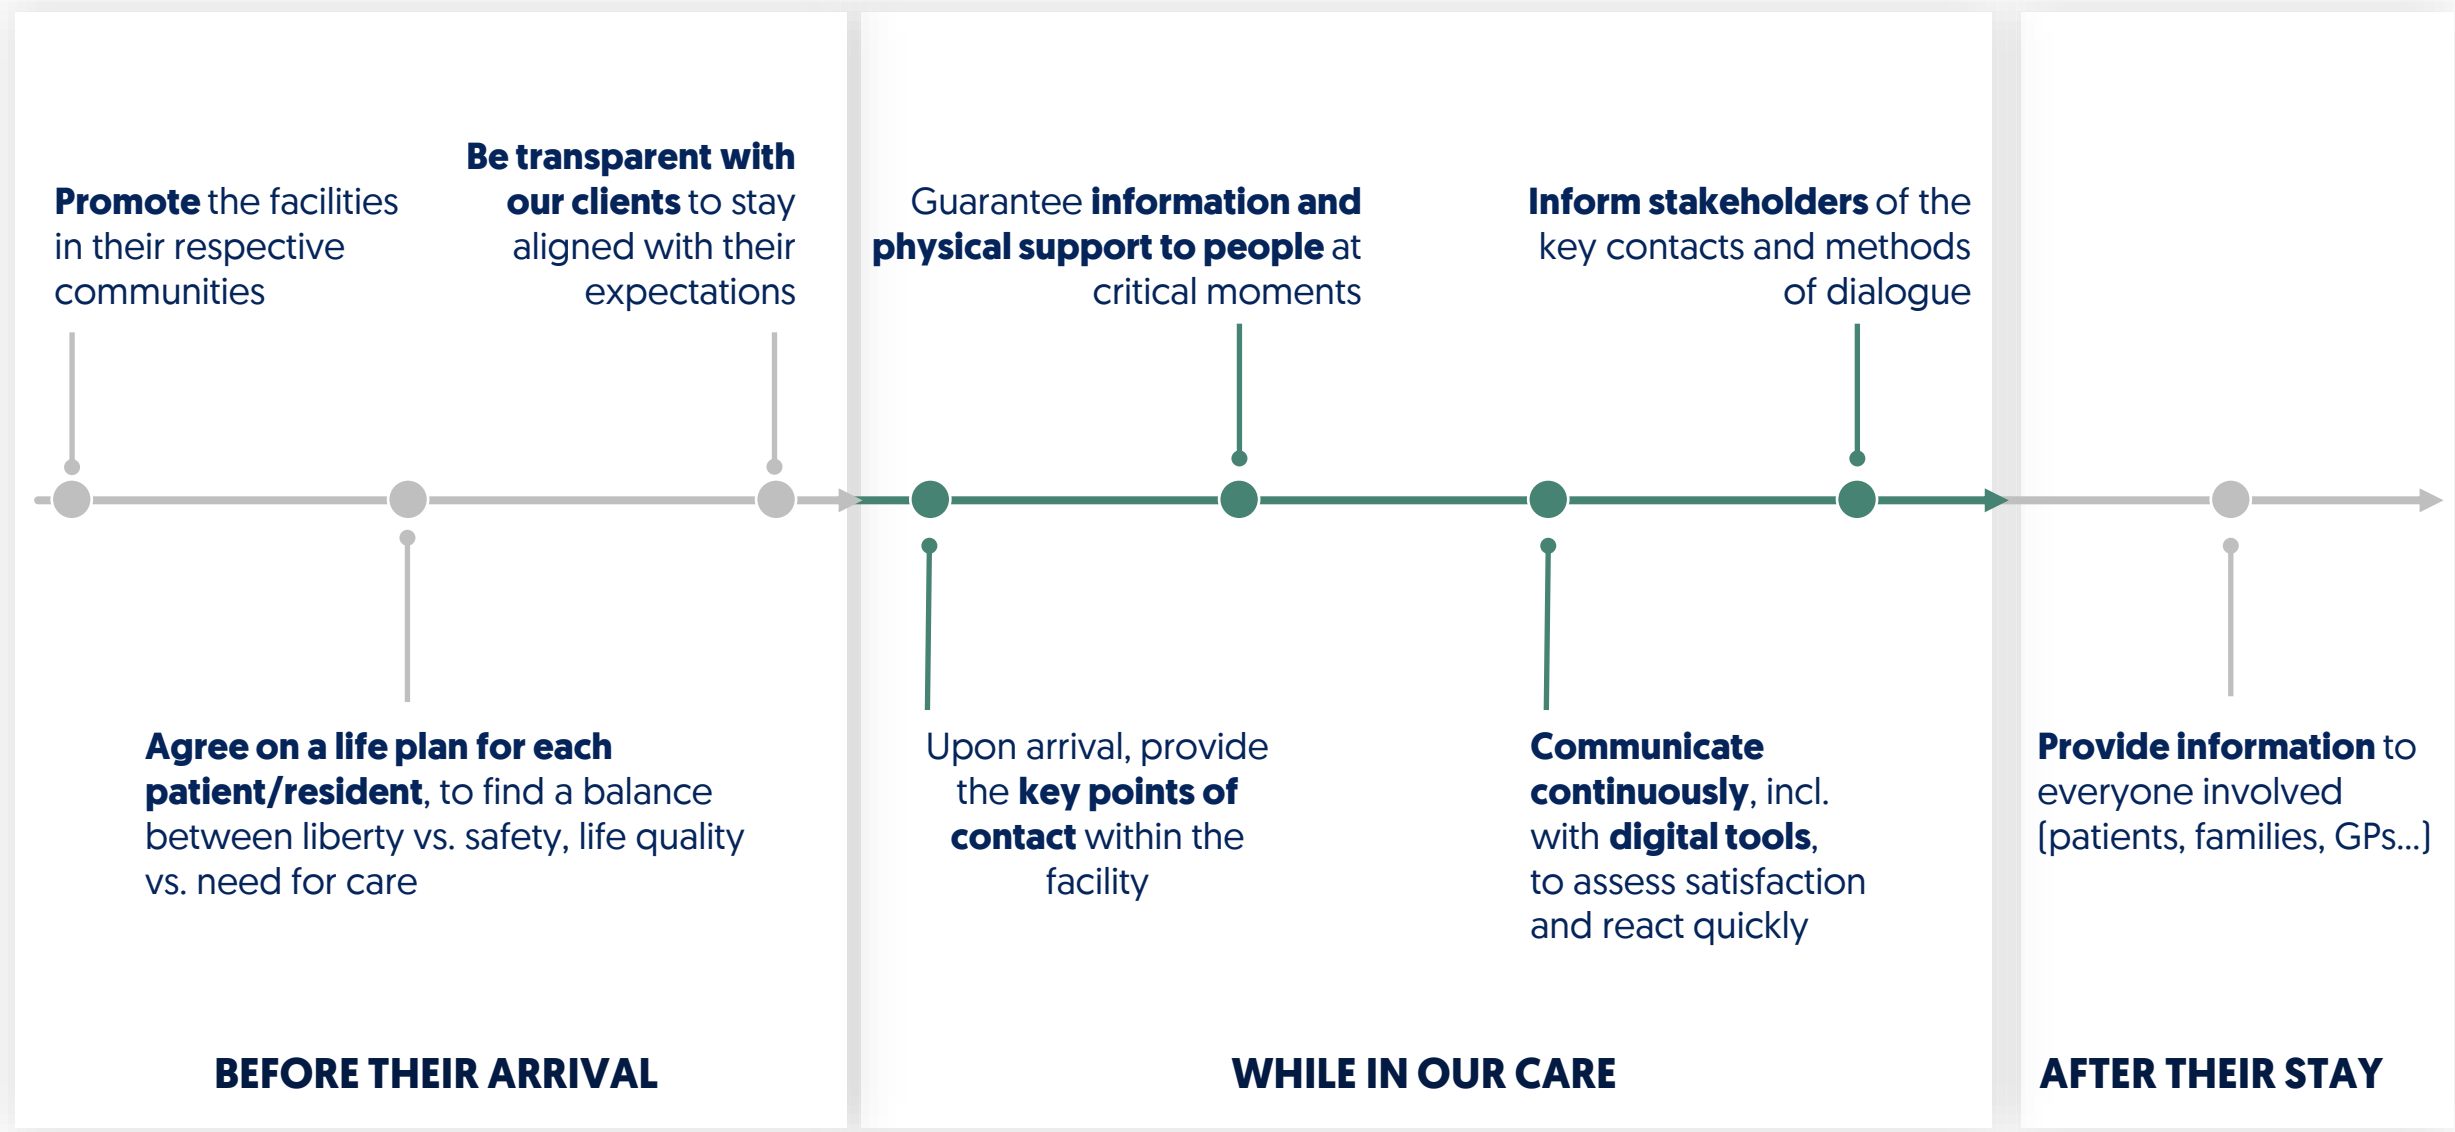 Promote the facilities
in their respective
communities
Be transparent with
our clients to stay
aligned with their
expectations
Agree on a life plan for each
patient/resident, to find a balance
between liberty vs. safety, life quality
vs. need for care
BEFORE THEIR ARRIVAL
Guarantee information and
physical support to people at
critical moments
Inform stakeholders of the
key contacts and methods
of dialogue
Upon arrival, provide
the key points of
contact within the
facility
Communicate
continuously, incl.
with digital tools,
to assess satisfaction
and react quickly
WHILE IN OUR CARE
Provide information to
everyone involved
(patients, families, GPs...)
AFTER THEIR STAY